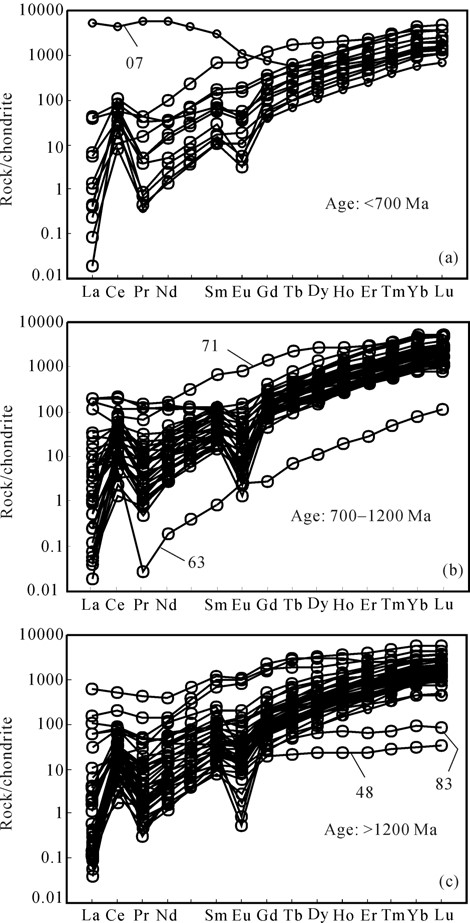 10000
1000
100
10
1
0.1
0.01
Rock/chondrite
07
Age: <700 Ma
(a)
La Ce Pr Nd Sm Eu Gd Tb Dy Ho Er Tm Yb Lu
10000
1000
100
10
1
0.1
0.01
Rock/chondrite
71
63
Age: 700–1200 Ma
(b)
La Ce Pr Nd Sm Eu Gd Tb Dy Ho Er Tm Yb Lu
10000
1000
100
10
1
0.1
0.01
Rock/chondrite
48
83
Age: >1200 Ma
(c)
La Ce Pr Nd Sm Eu Gd Tb Dy Ho Er Tm Yb Lu